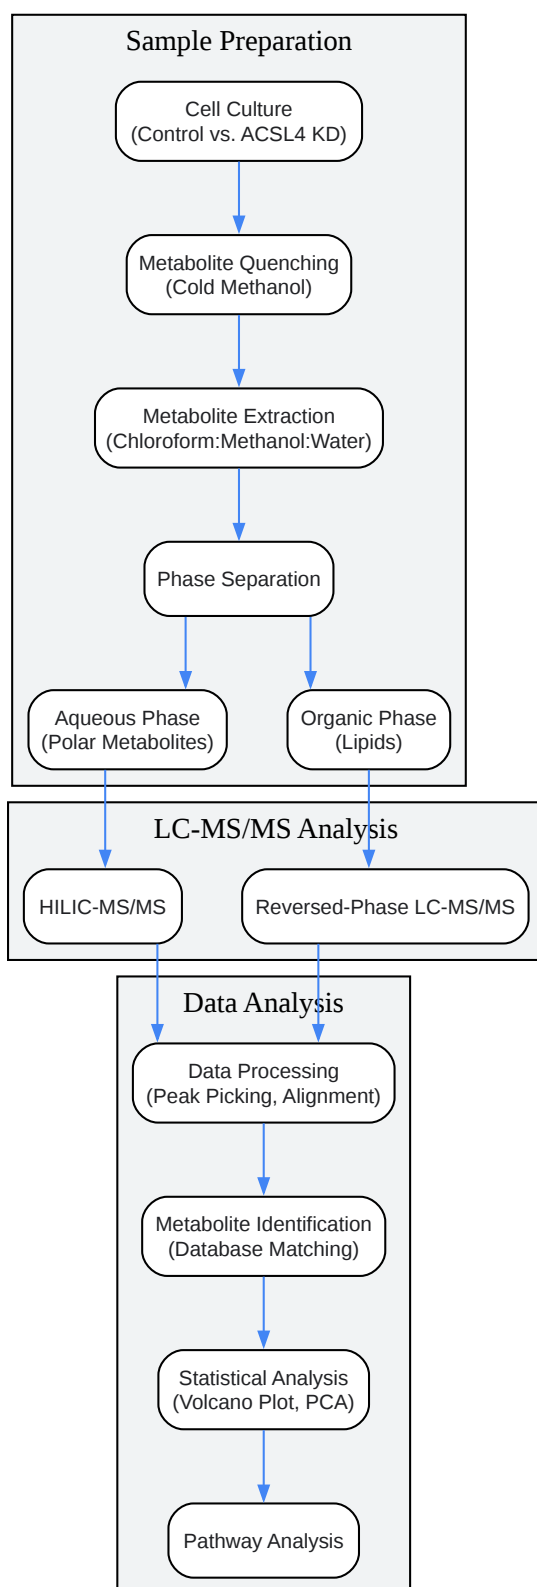 Sample Preparation
Cell Culture
(Control vs. ACSL4 KD)
Metabolite Quenching
(Cold Methanol)
Metabolite Extraction
(Chloroform:Methanol:Water)
Phase Separation
Aqueous Phase
(Polar Metabolites)
Organic Phase
(Lipids)
LC-MS/MS Analysis
HILIC-MS/MS
Reversed-Phase LC-MS/MS
Data Analysis
Data Processing
(Peak Picking, Alignment)
Metabolite Identification
(Database Matching)
Statistical Analysis
(Volcano Plot, PCA)
Pathway Analysis